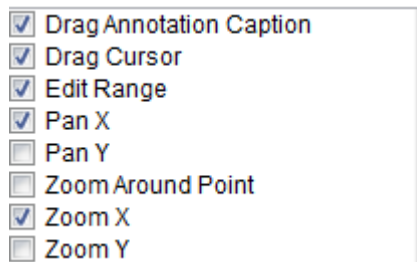 Drag Annotation Caption
Drag Cursor
Edit Range
Pan X
Pan Y
Zoom Around Point
Zoom X
Zoom Y